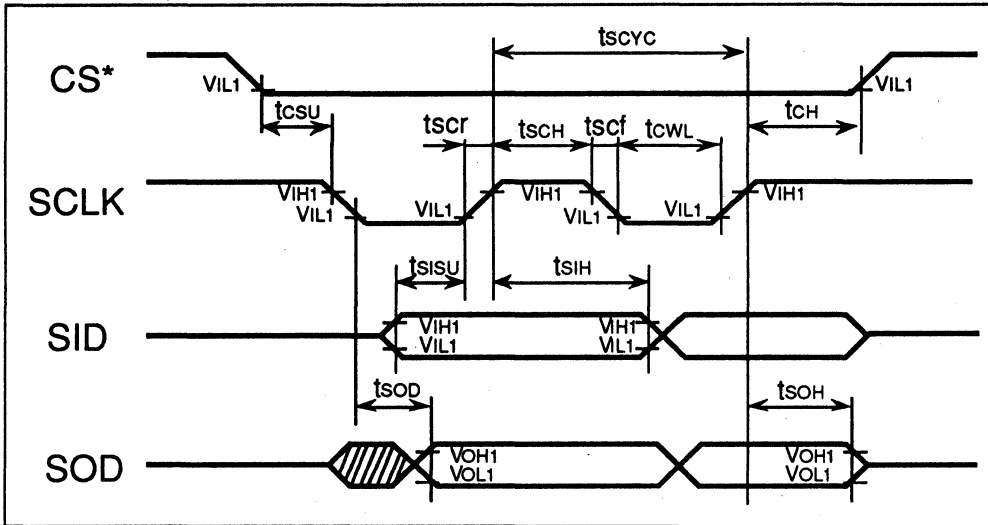 tSCYC
CS*
VIL1
VIL1
tCSU
tSCr
tSCH
tSCf
tCWL
tCH
SCLK
VIH1
VIL1
VIL1
VIH1
VIL1
VIL1
VIH1
tSISU
tSIH
SID
VIH1
VIL1
VIH1
VIL1
tSOD
tSOH
SOD
VOH1
VOL1
VOH1
VOL1